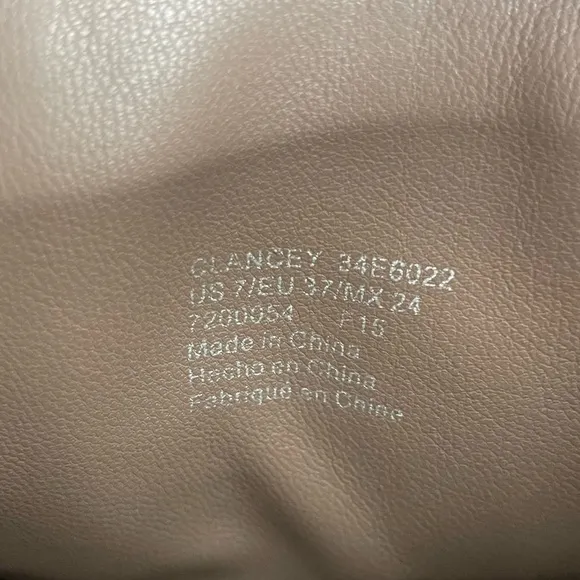 CLANCEY 34E6022
US 7/EU 37/MX 24
7200054 F15
Made in China
Hecho en China
Fabriqué en Chine